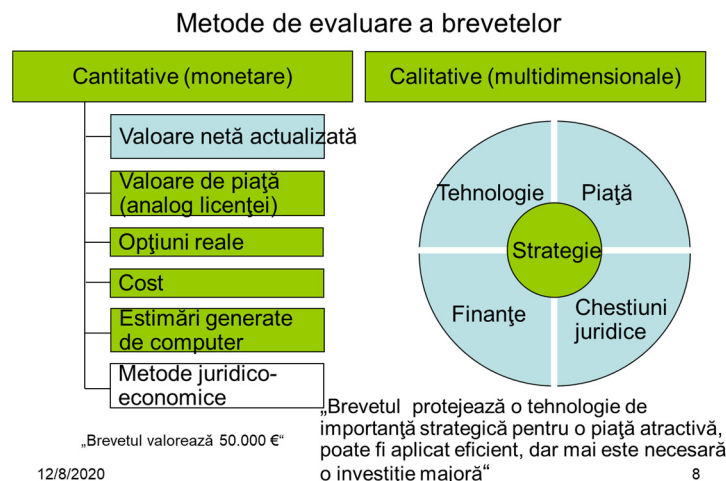 Metode de evaluare a brevetelor
Cantitative (monetare)
Calitative (multidimensionale)
Valoare netă actualizată
Valoare de piaţă
(analog licenţei)
Opţiuni reale
Cost
Estimări generate
de computer
Metode juridico-
economice
Tehnologie
Piaţă
Strategie
Finanţe
Chestiuni
juridice
„Brevetul valorează 50.000 €“
„Brevetul  protejează o tehnologie de
importanţă strategică pentru o piaţă atractivă,
poate fi aplicat eficient, dar mai este necesară
o investiţie majoră“
12/8/2020
8